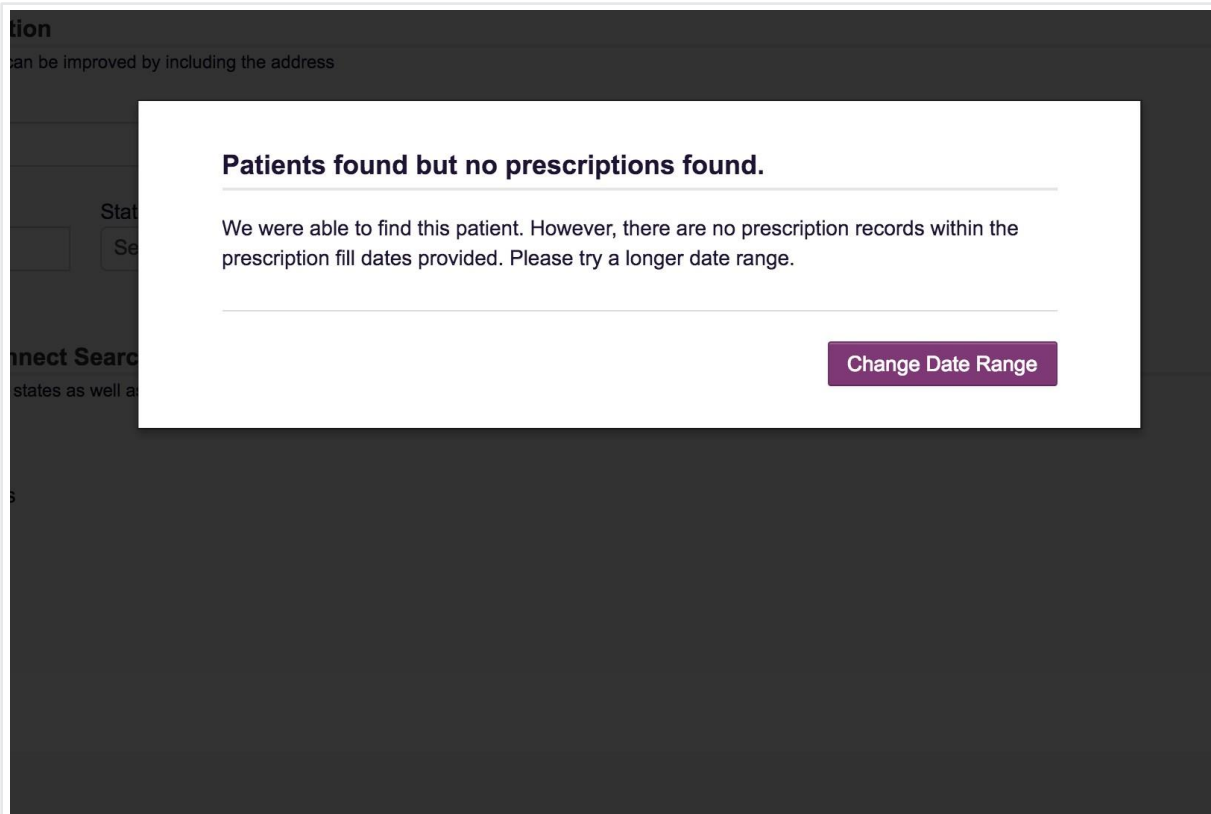 tion
can be improved by including the address
Patients found but no prescriptions found.
Stat
We were able to find this patient. However, there are no prescription records within the
Se
prescription fill dates provided. Please try a longer date range.
nnect Searc
Change Date Range
states as well a
s